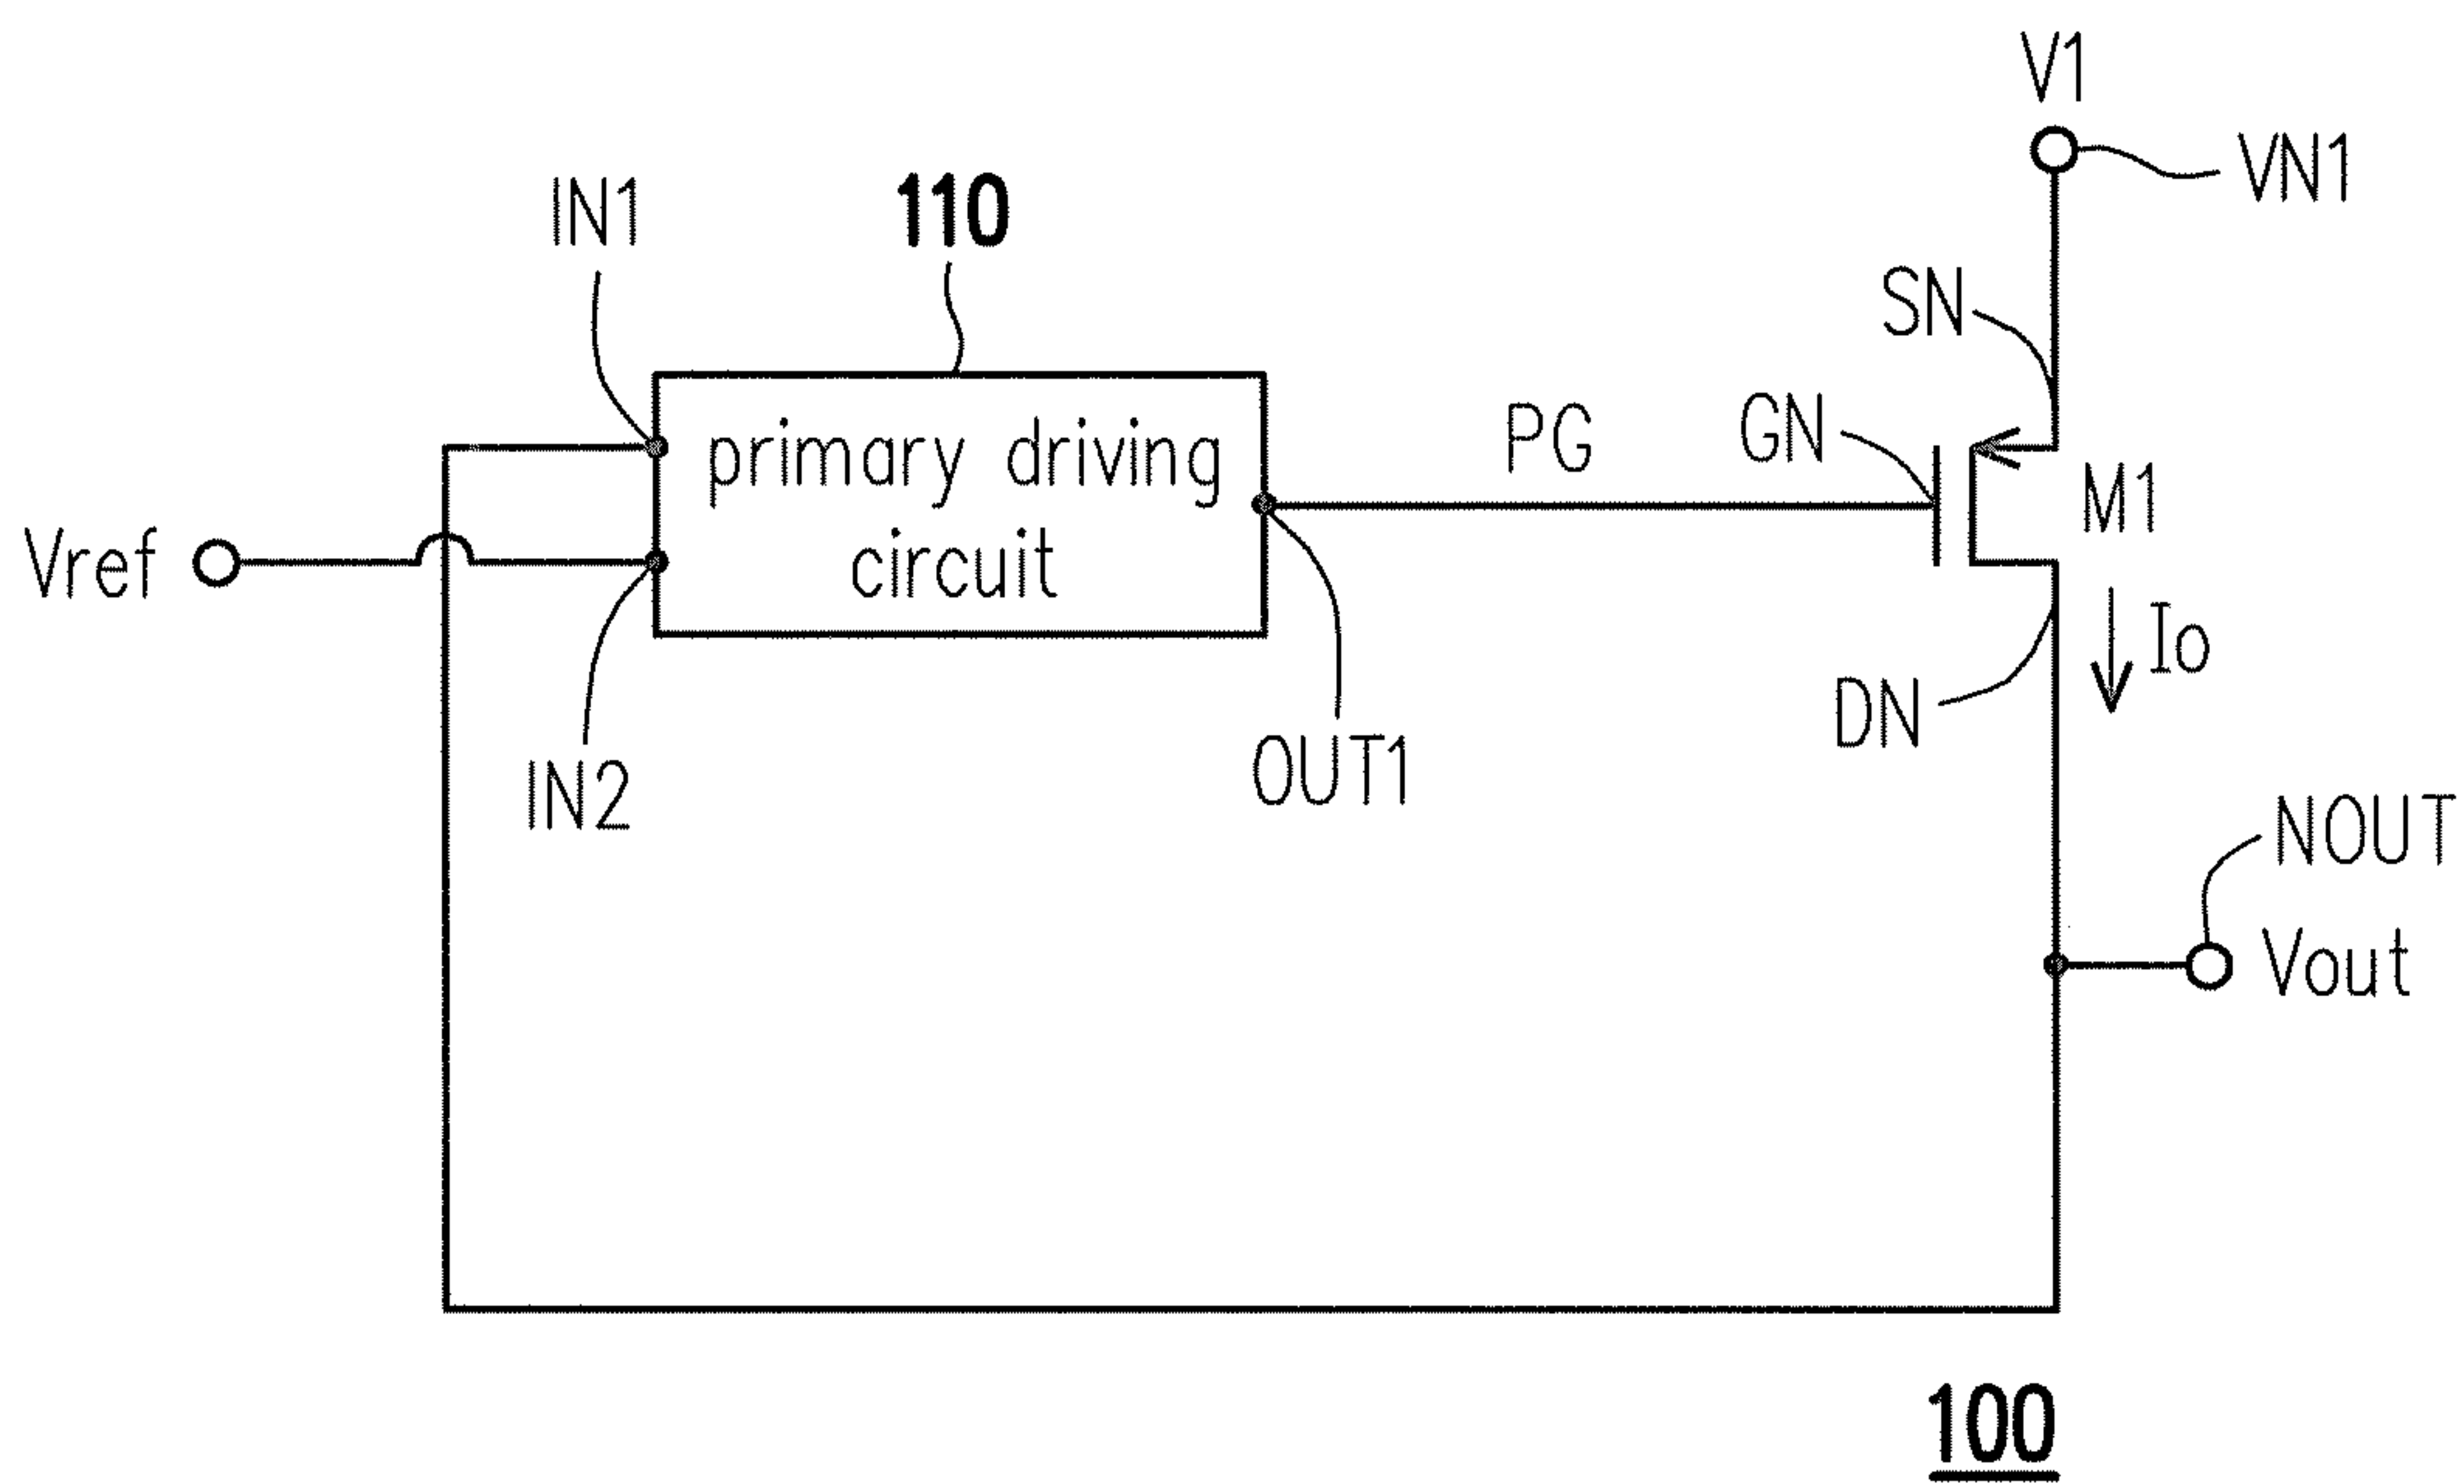 V1
VN1
IN1
110
SN
GN
PG
primary driving
circuit
M1
Vref
Io
DN
IN2
OUT1
NOUT
Vout
100